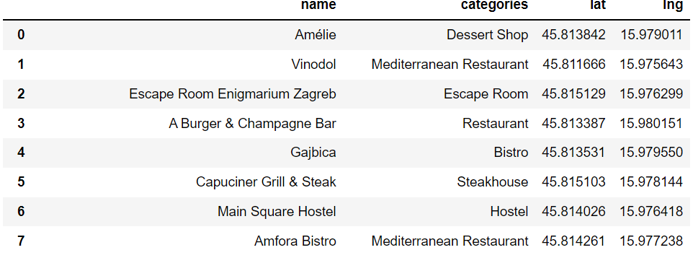 name categories lat lng
0 Amélie Dessert Shop 45.813842 15.979011
1 Vinodol Mediterranean Restaurant 45.811666 15.975643
2 Escape Room Enigmarium Zagreb Escape Room 45.815129 15.976299
3 A Burger & Champagne Bar Restaurant 45.813387 15.980151
4 Gajbica Bistro 45.813531 15.979550
5 Capuciner Grill & Steak Steakhouse 45.815103 15.978144
6 Main Square Hostel Hostel 45.814026 15.976418
7 Amfora Bistro Mediterranean Restaurant 45.814261 15.977238